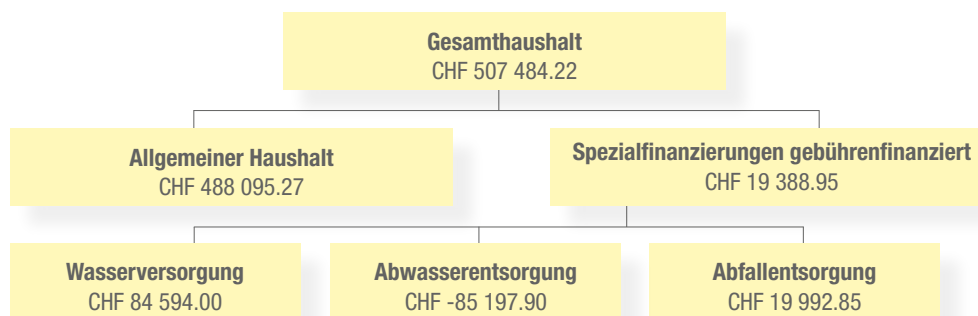 Gesamthaushalt
CHF 507 484.22
Allgemeiner Haushalt
CHF 488 095.27
Spezialfinanzierungen gebührenfinanziert
CHF 19 388.95
Wasserversorgung
CHF 84 594.00
Abwasserentsorgung
CHF -85 197.90
Abfallentsorgung
CHF 19 992.85